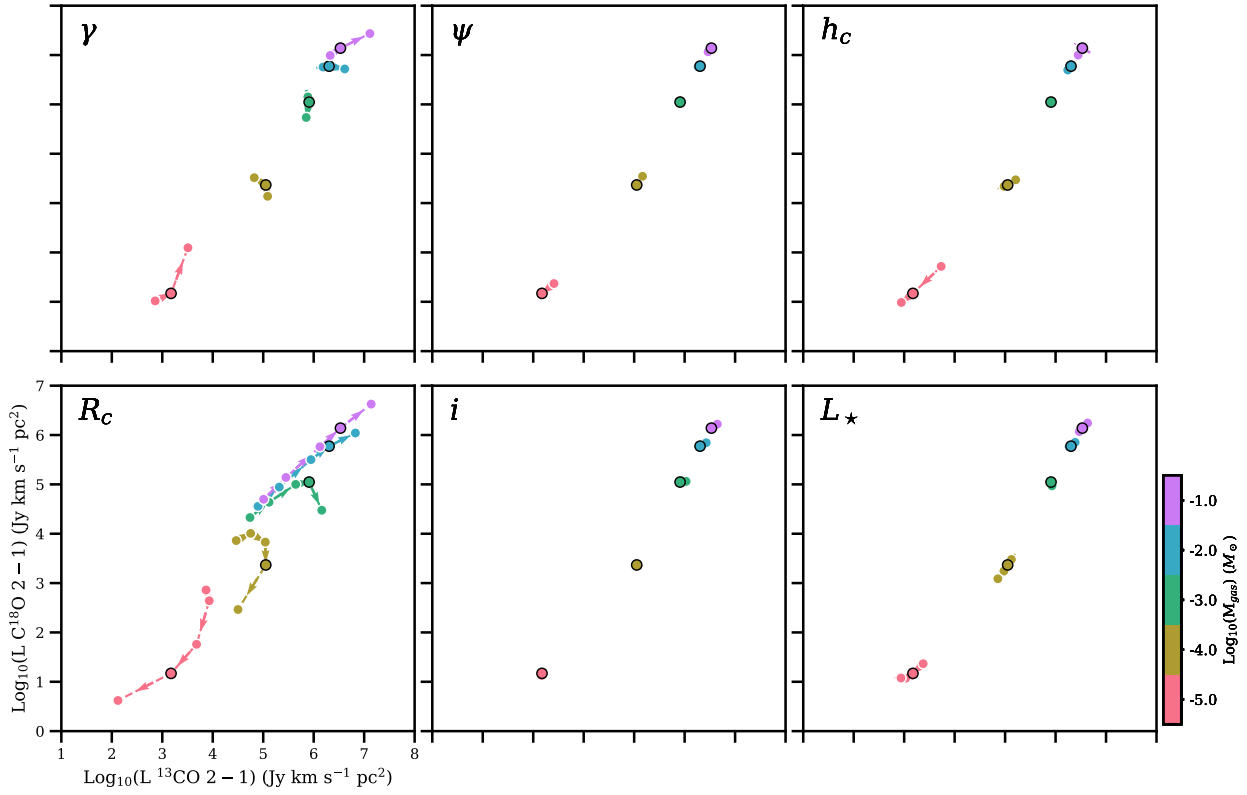 γ
ψ
h_c
R_c
i
L_⋆
7
6
5
4
3
2
1
0
1 2 3 4 5 6 7 8
Log₁₀(L C¹⁸O 2−1) (Jy km s⁻¹ pc²)
Log₁₀(L ¹³CO 2−1) (Jy km s⁻¹ pc²)
-1.0
-2.0
-3.0
-4.0
-5.0
Log₁₀(M_gas) (M_⊙)